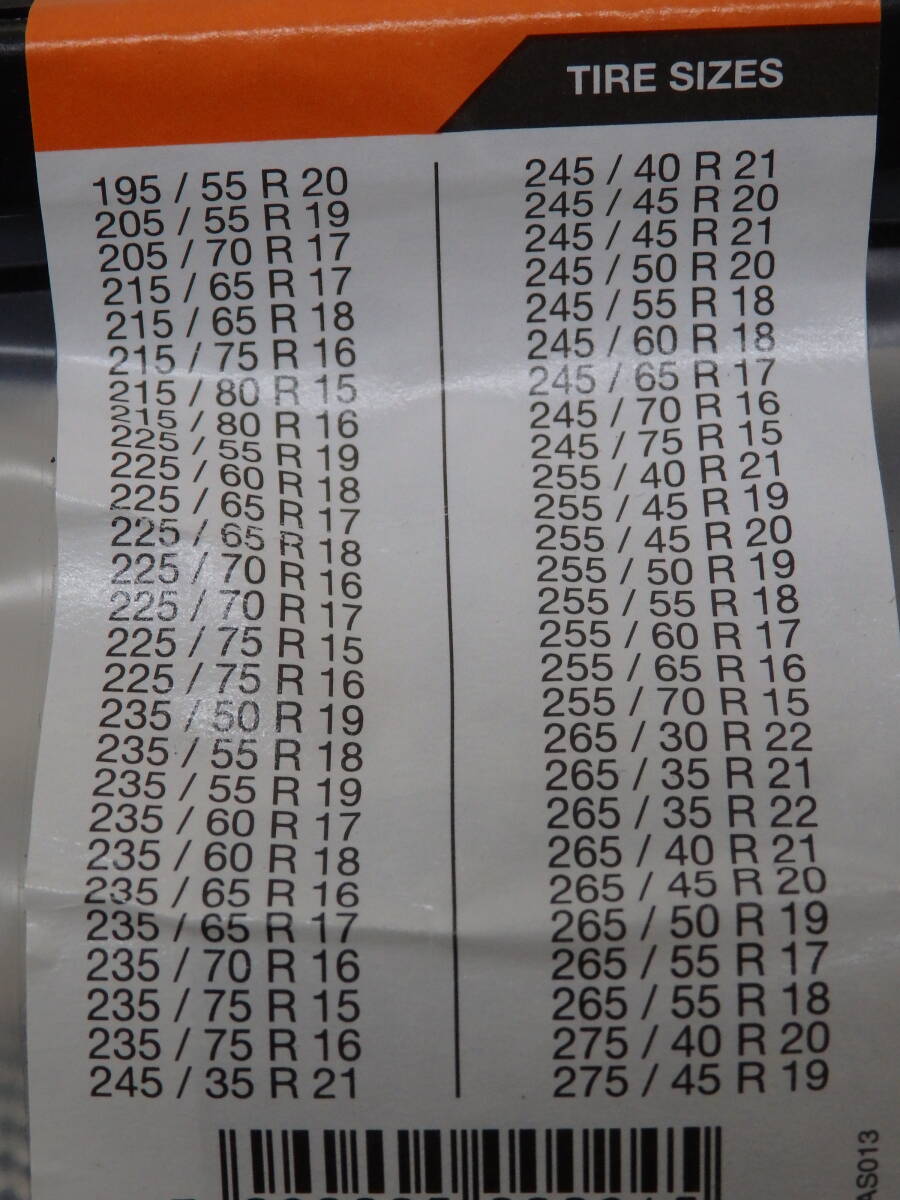 TIRE SIZES
195 / 55 R 20
205 / 55 R 19
205 / 70 R 17
215 / 65 R 17
215 / 65 R 18
215 / 75 R 16
215 / 80 R 15
215 / 80 R 16
225 / 55 R 19
225 / 60 R 18
225 / 65 R 17
225 / 65 R 18
225 / 70 R 16
225 / 70 R 17
225 / 75 R 15
225 / 75 R 16
235 / 50 R 19
235 / 55 R 18
235 / 55 R 19
235 / 60 R 17
235 / 60 R 18
235 / 65 R 16
235 / 65 R 17
235 / 70 R 16
235 / 75 R 15
235 / 75 R 16
245 / 35 R 21
245 / 40 R 21
245 / 45 R 20
245 / 45 R 21
245 / 50 R 20
245 / 55 R 18
245 / 60 R 18
245 / 65 R 17
245 / 70 R 16
245 / 75 R 15
255 / 40 R 21
255 / 45 R 19
255 / 45 R 20
255 / 50 R 19
255 / 55 R 18
255 / 60 R 17
255 / 65 R 16
255 / 70 R 15
265 / 30 R 22
265 / 35 R 21
265 / 35 R 22
265 / 40 R 21
265 / 45 R 20
265 / 50 R 19
265 / 55 R 17
265 / 55 R 18
275 / 40 R 20
275 / 45 R 19